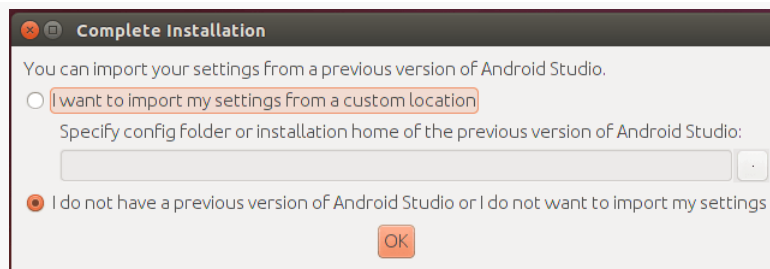 Complete Installation
You can import your settings from a previous version of Android Studio.
I want to import my settings from a custom location
Specify config folder or installation home of the previous version of Android Studio:
.
I do not have a previous version of Android Studio or I do not want to import my settings
OK